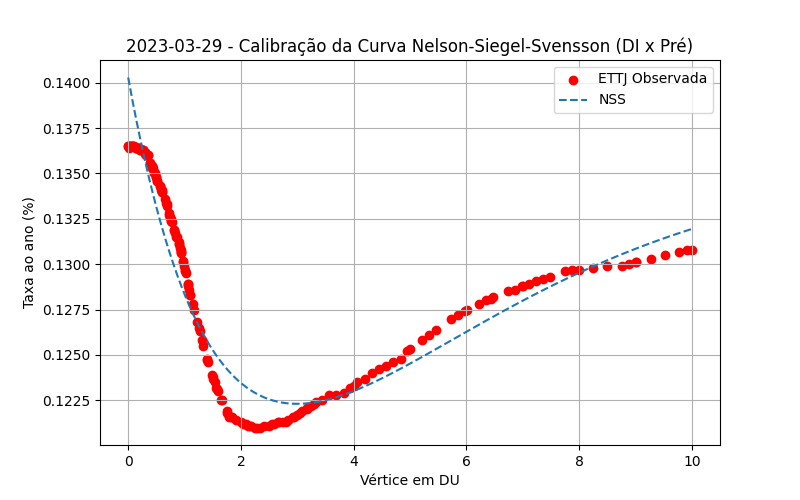 2023-03-29 - Calibração da Curva Nelson-Siegel-Svensson (DI x Pré)
ETTJ Observada
NSS
Taxa ao ano (%)
0.1400
0.1375
0.1350
0.1325
0.1300
0.1275
0.1250
0.1225
0 2 4 6 8 10
Vértice em DU